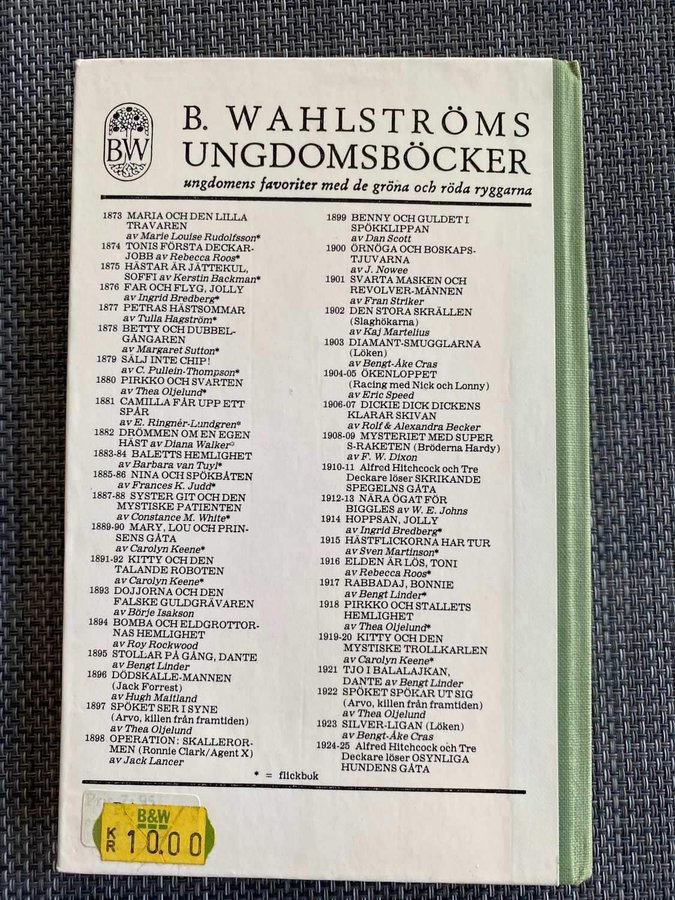 BW
B. WAHLSTRÖMS
UNGDOMSBÖCKER
ungdomens favoriter med de gröna och röda ryggarna
1873 MARIA OCH DEN LILLA
TRAVAREN
av Marie Louise Rudolfsson*
1874 TONIS FÖRSTA DECKAR-
JOBB av Rebecca Roos*
1875 HÄSTAR ÄR JÄTTEKUL,
SOFFI av Kerstin Backman*
1876 FAR OCH FLYG, JOLLY
av Ingrid Bredberg*
1877 PETRAS HÄSTSOMMAR
av Tulla Hagström*
1878 BETTY OCH DUBBEL-
GÅNGAREN
av Margaret Sutton*
1879 SÄLJ INTE CHIP!
av C. Pullein-Thompson*
1880 PIRKKO OCH SVARTEN
av Thea Oljelund*
1881 CAMILLA FÅR UPP ETT
SPÅR
av E. Ringnér-Lundgren*
1882 DRÖMMEN OM EN EGEN
HÄST av Diana Walker°
1883-84 BALETTS HEMLIGHET
av Barbara van Tuyl*
1885-86 NINA OCH SPÖKBÅTEN
av Frances K. Judd*
1887-88 SYSTER GIT OCH DEN
MYSTISKE PATIENTEN
av Constance M. White*
1889-90 MARY, LOU OCH PRIN-
SENS GÅTA
av Carolyn Keene*
1891-92 KITTY OCH DEN
TALANDE ROBOTEN
av Carolyn Keene*
1893 DOJJORNA OCH DEN
FALSKE GULDGRÄVAREN
av Börje Isakson
1894 BOMBA OCH ELDGROTTOR-
NAS HEMLIGHET
av Roy Rockwood
1895 STOLLAR PÅ GÅNG, DANTE
av Bengt Linder
1896 DÖDSKALLE-MANNEN
(Jack Forrest)
av Hugh Maitland
1897 SPÖKET SER I SYNE
(Arvo, killen från framtiden)
av Thea Oljelund
1898 OPERATION: SKALLEROR-
MEN (Ronnie Clark/Agent X)
av Jack Lancer
1899 BENNY OCH GULDET I
SPÖKKLIPPAN
av Dan Scott
1900 ÖRNÖGA OCH BOSKAPS-
TJUVARNA
av J. Nowee
1901 SVARTA MASKEN OCH
REVOLVER-MÄNNEN
av Fran Striker
1902 DEN STORA SKRÄLLEN
(Slaghökarna)
av Kaj Martelius
1903 DIAMANT-SMUGGLARNA
(Löken)
av Bengt-Åke Cras
1904-05 ÖKENLOPPET
(Racing med Nick och Lonny)
av Eric Speed
1906-07 DICKIE DICK DICKENS
KLARAR SKIVAN
av Rolf & Alexandra Becker
1908-09 MYSTERIET MED SUPER
S-RAKETEN (Bröderna Hardy)
av F. W. Dixon
1910-11 Alfred Hitchcock och Tre
Deckare löser SKRIKANDE
SPEGELNS GÅTA
1912-13 NÄRA ÖGAT FÖR
BIGGLES av W. E. Johns
1914 HOPPSAN, JOLLY
av Ingrid Bredberg*
1915 HÄSTFLICKORNA HAR TUR
av Sven Martinson*
1916 ELDEN ÄR LÖS, TONI
av Rebecca Roos*
1917 RABBADAJ, BONNIE
av Bengt Linder*
1918 PIRKKO OCH STALLETS
HEMLIGHET
av Thea Oljelund*
1919-20 KITTY OCH DEN
MYSTISKE TROLLKARLEN
av Carolyn Keene*
1921 TJO I BALALAJKAN,
DANTE av Bengt Linder
1922 SPÖKET SPÖKAR UT SIG
(Arvo, killen från framtiden)
av Thea Oljelund
1923 SILVER-LIGAN (Löken)
av Bengt-Åke Cras
1924-25 Alfred Hitchcock och Tre
Deckare löser OSYNLIGA
HUNDENS GÅTA
* = flickbok
B&W
KR 10.00